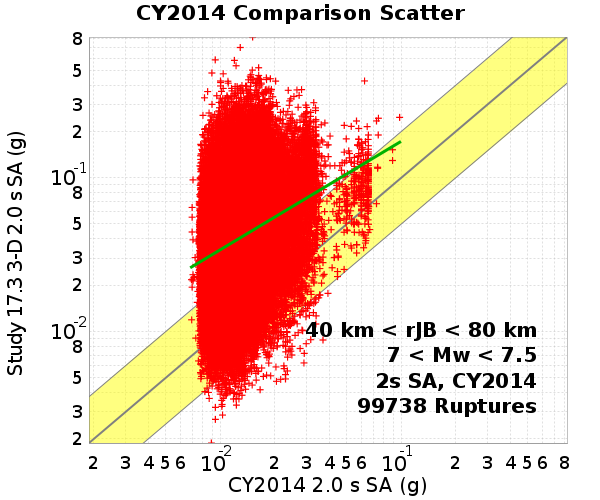 CY2014 Comparison Scatter
Study 17.3 3-D 2.0 s SA (g)
8
5
3
2
10^-1
8
5
3
2
10^-2
8
5
3
2
40 km < rJB < 80 km
7 < Mw < 7.5
2s SA, CY2014
99738 Ruptures
2 3 4 5 6 10^-2 2 3 4 5 6 10^-1 2 3 4 5 6 8
CY2014 2.0 s SA (g)